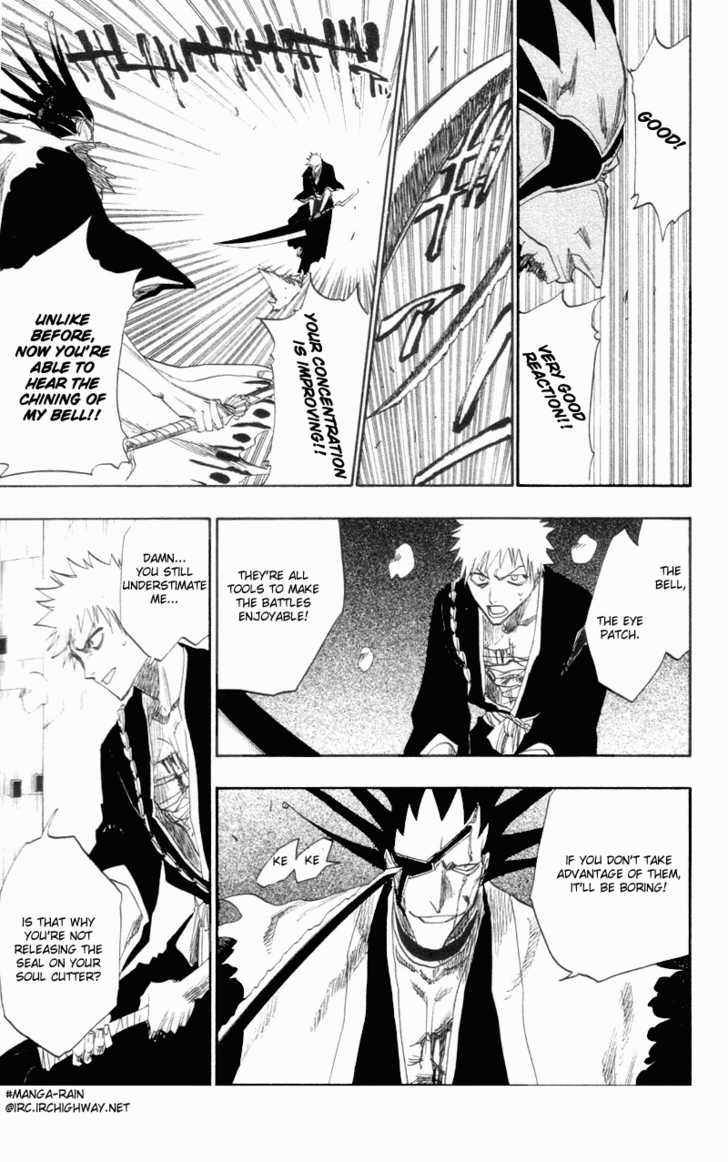 GOOD!
VERY GOOD
REACTION!!
YOUR CONCENTRATION
IS IMPROVING!!
UNLIKE
BEFORE,
NOW YOU'RE
ABLE TO
HEAR THE
CHINING OF
MY BELL!!
THE
BELL,
THE EYE
PATCH.
THEY'RE ALL
TOOLS TO MAKE
THE BATTLES
ENJOYABLE!
IF YOU DON'T TAKE
ADVANTAGE OF THEM,
IT'LL BE BORING!
KE KE
DAMN...
YOU STILL
UNDERSTIMATE
ME...
IS THAT WHY
YOU'RE NOT
RELEASING THE
SEAL ON YOUR
SOUL CUTTER?
#MANGA-RAIN
@IRC.IRCHIGHWAY.NET